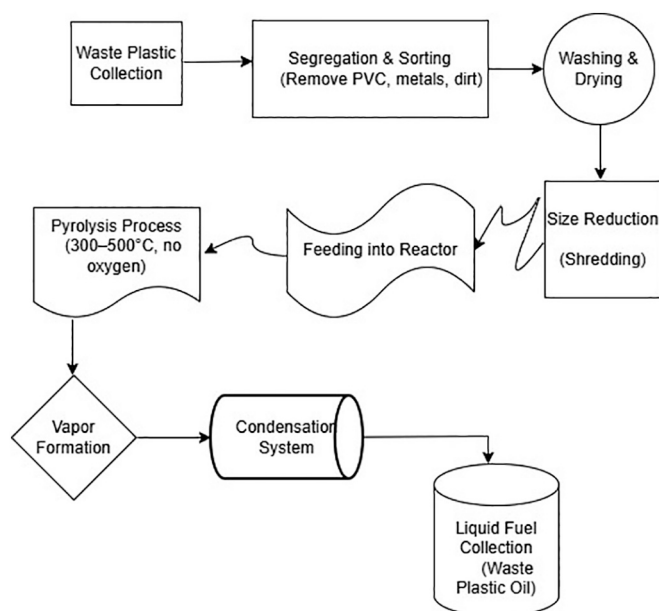 Waste Plastic
Collection
Segregation & Sorting
(Remove PVC, metals, dirt)
Washing &
Drying
Size Reduction
(Shredding)
Feeding into Reactor
Pyrolysis Process
(300–500°C, no
oxygen)
Vapor
Formation
Condensation
System
Liquid Fuel
Collection
(Waste
Plastic Oil)